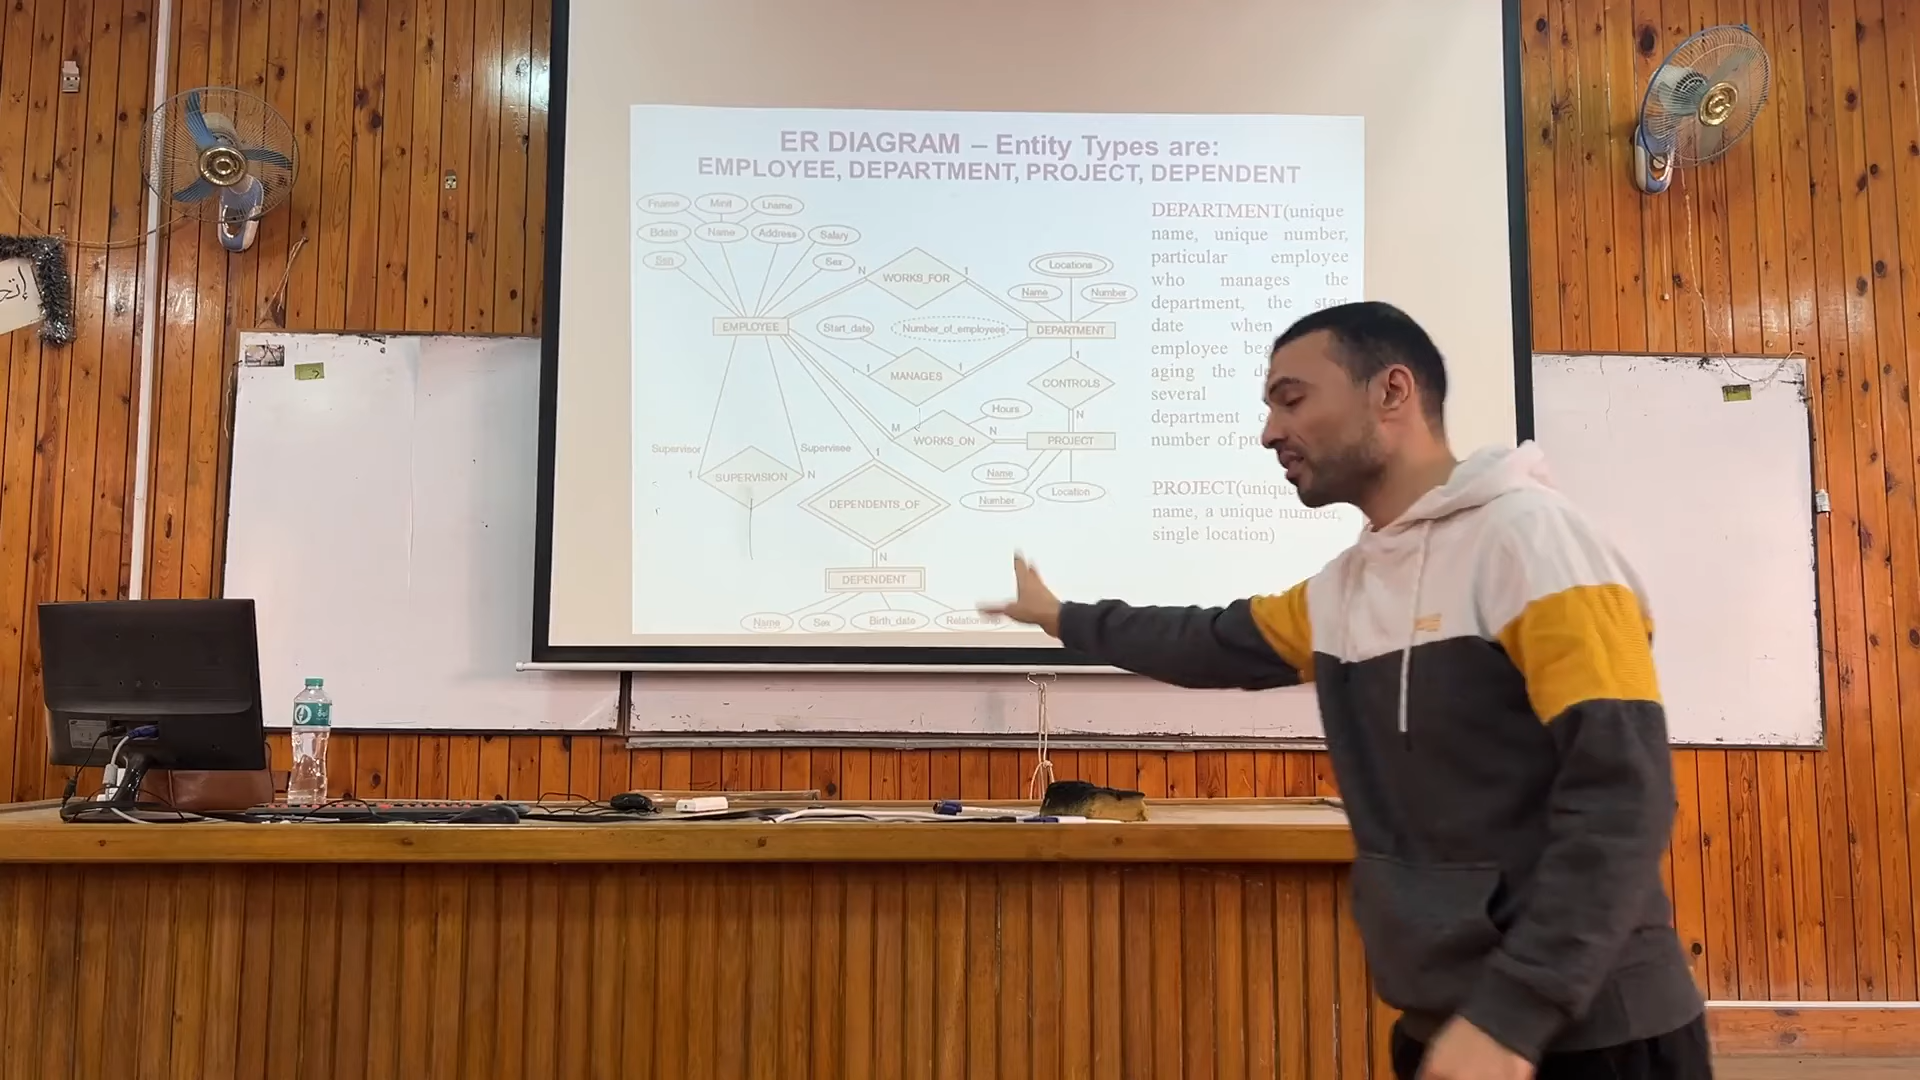 ER DIAGRAM – Entity Types are:
EMPLOYEE, DEPARTMENT, PROJECT, DEPENDENT
Fname
Minit
Lname
Bdate
Name
Address
Salary
Ssn
Sex
N
WORKS_FOR
1
Locations
Name
Number
EMPLOYEE
Start_date
Number_of_employees
DEPARTMENT
1
MANAGES
1
1
CONTROLS
N
Hours
M
WORKS_ON
N
PROJECT
Name
Number
Location
Supervisor
Supervisee
1
SUPERVISION
N
1
DEPENDENTS_OF
N
DEPENDENT
Name
Sex
Birth_date
Relationship
DEPARTMENT(unique
name, unique number,
particular employee
who manages the
department, the start
date when
employee
aging the
several
department
number of
PROJECT(unique
name, a unique number,
single location)